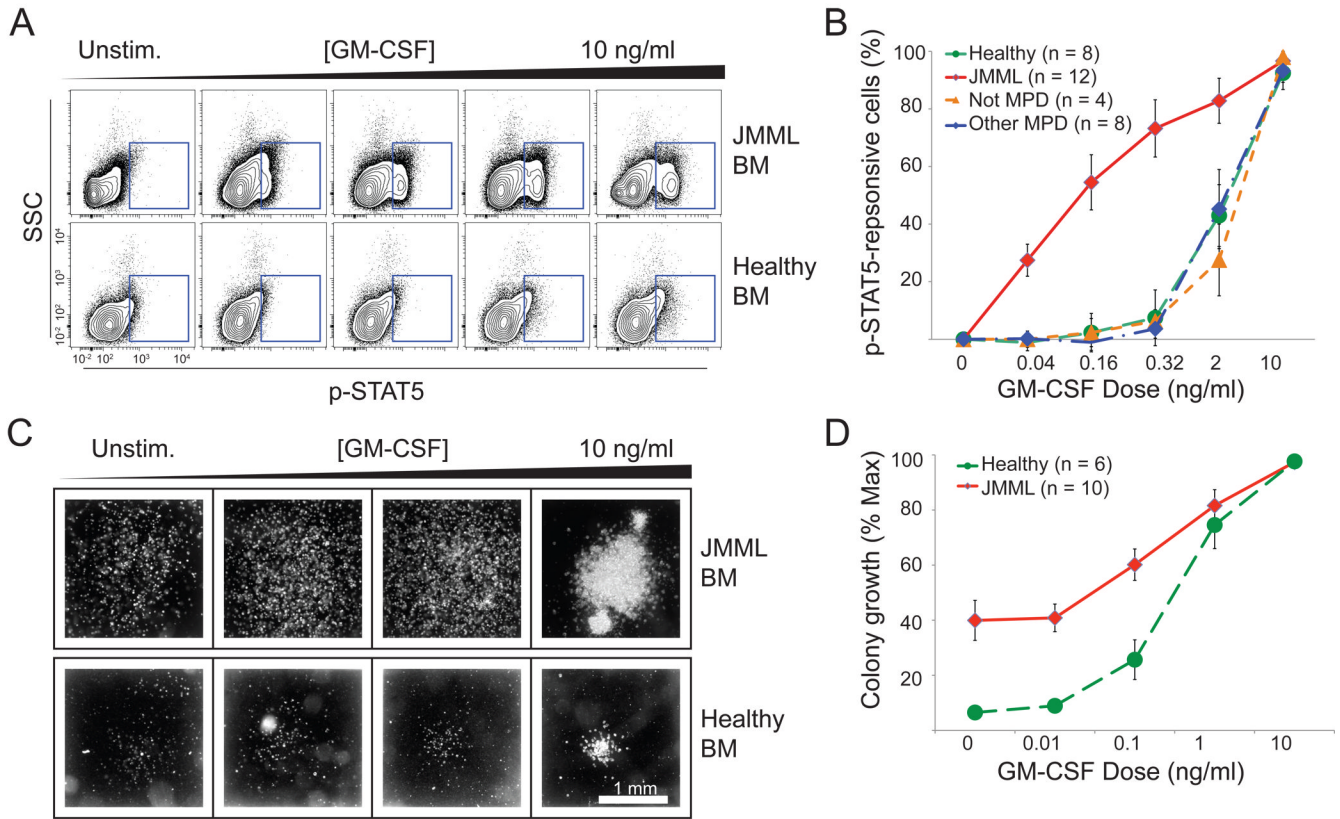 A
Unstim. [GM-CSF] 10 ng/ml
JMML
BM
Healthy
BM
SSC
10⁴
10³
10²
10⁻²
10⁻² 10² 10³ 10⁴
p-STAT5
B
p-STAT5-repsonsive cells (%)
100
80
60
40
20
Healthy (n = 8)
JMML (n = 12)
Not MPD (n = 4)
Other MPD (n = 8)
0 0.04 0.16 0.32 2 10
GM-CSF Dose (ng/ml)
C
Unstim. [GM-CSF] 10 ng/ml
JMML
BM
Healthy
BM
1 mm
D
Colony growth (% Max)
100
80
60
40
20
Healthy (n = 6)
JMML (n = 10)
0 0.01 0.1 1 10
GM-CSF Dose (ng/ml)